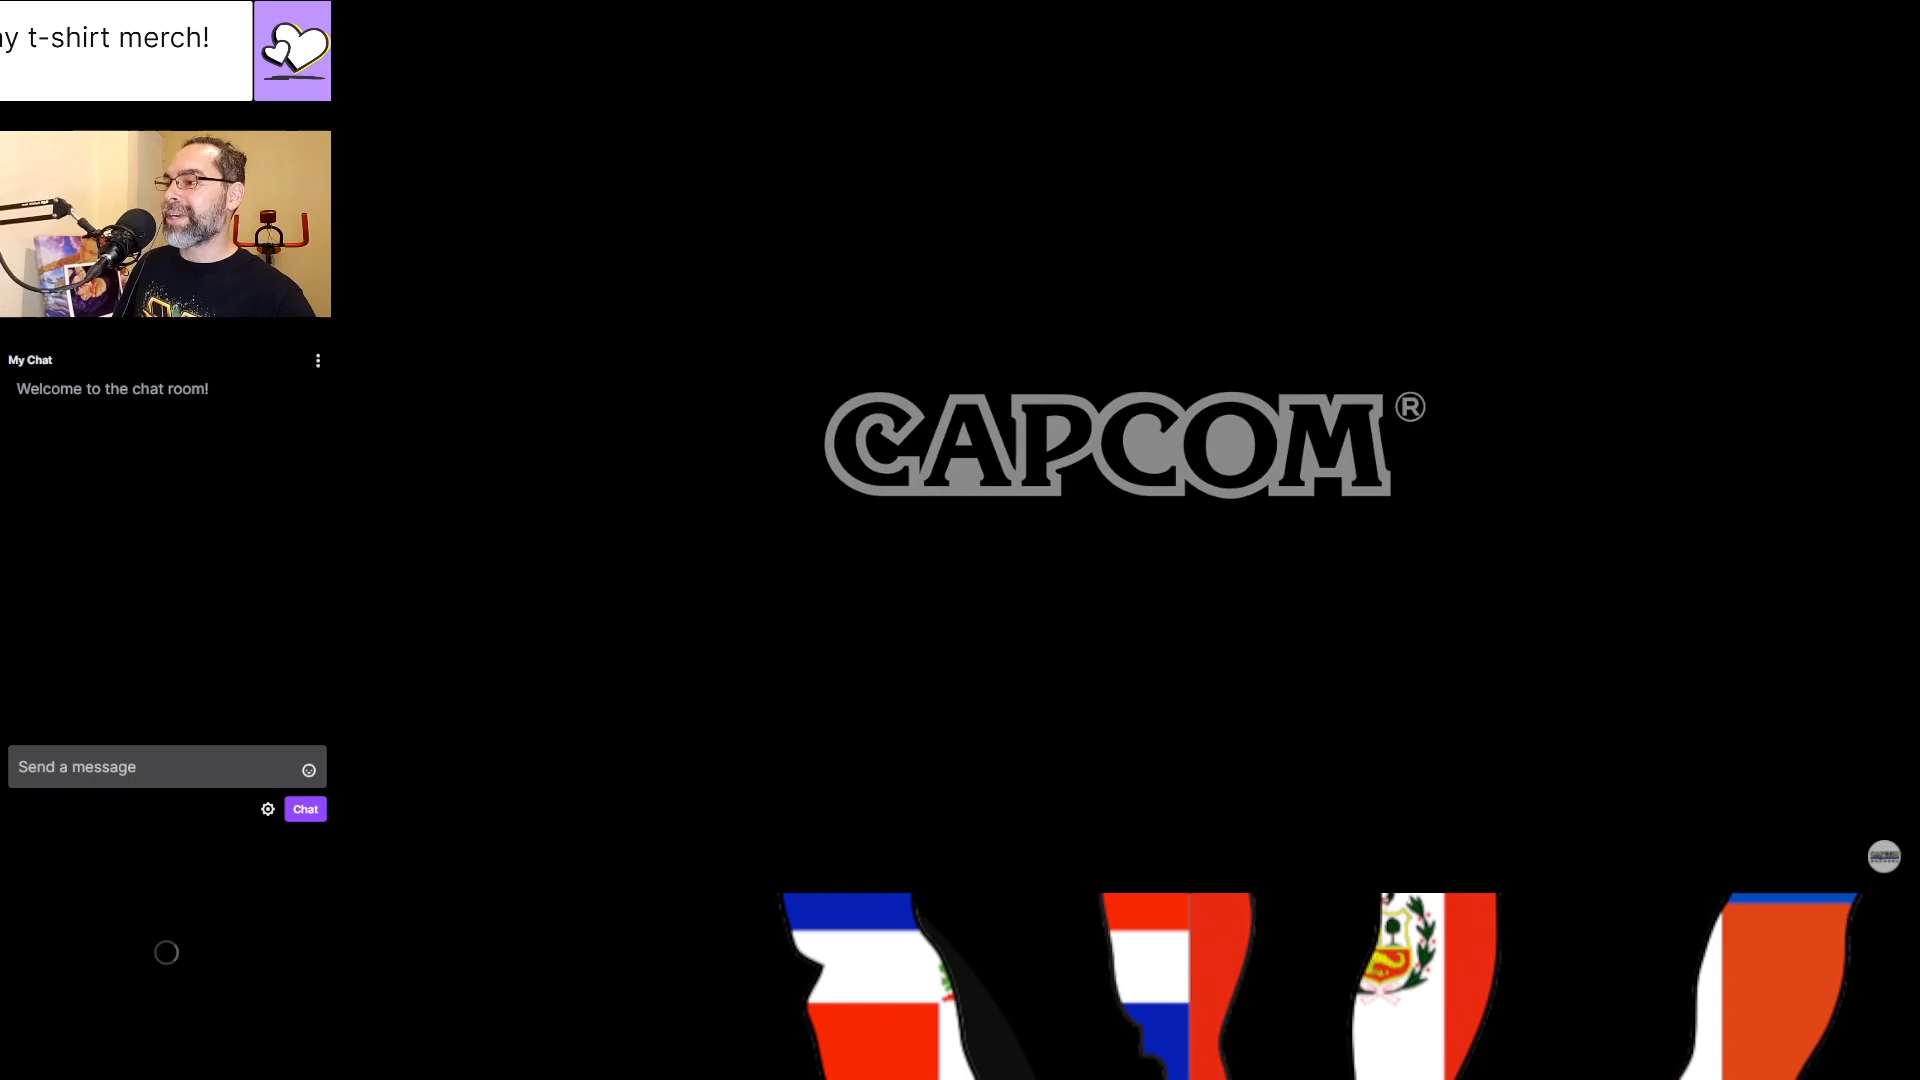 y t-shirt merch!
My Chat
Welcome to the chat room!
CAPCOM®
Send a message
Chat